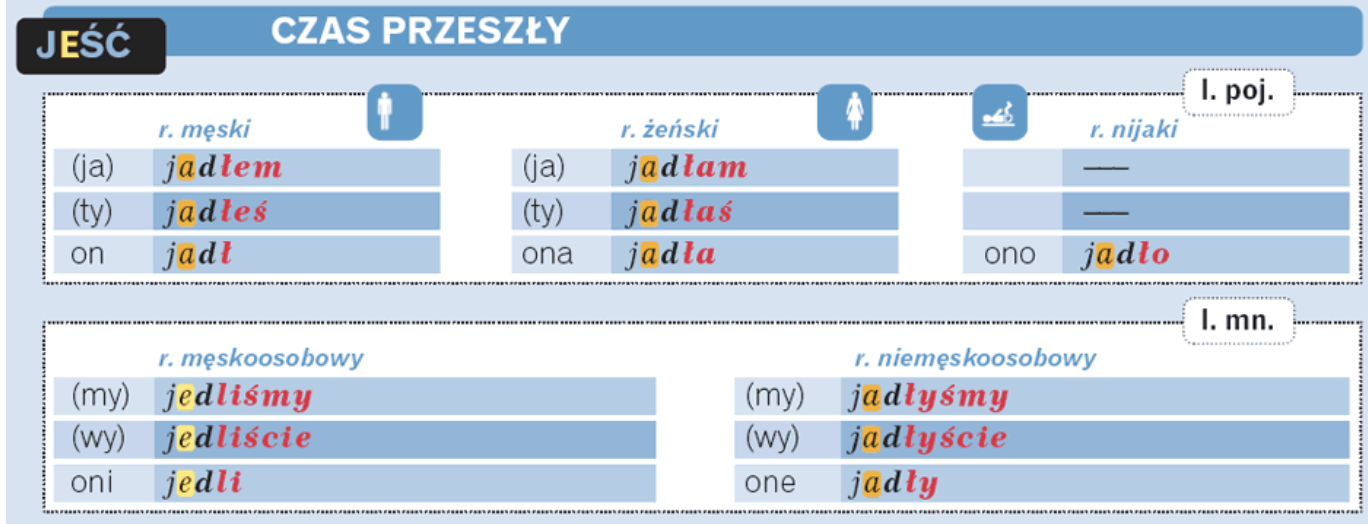 JEŚĆ CZAS PRZESZŁY
l. poj.
r. męski r. żeński r. nijaki
(ja) jadłem (ja) jadłam —
(ty) jadłeś (ty) jadłaś —
on jadł ona jadła ono jadło
l. mn.
r. męskoosobowy r. niemęskoosobowy
(my) jedliśmy (my) jadłyśmy
(wy) jedliście (wy) jadłyście
oni jedli one jadły